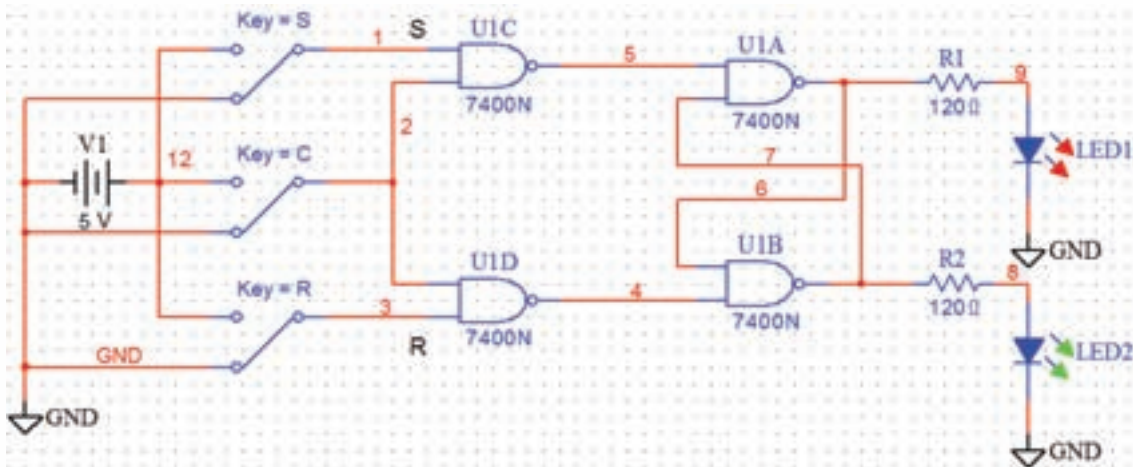 Key = S
1
S
U1C
7400N
5
U1A
7400N
R1
120Ω
9
LED1
GND
V1
5 V
12
Key = C
2
7
6
U1D
7400N
4
U1B
7400N
R2
120Ω
8
LED2
GND
Key = R
3
R
GND
GND